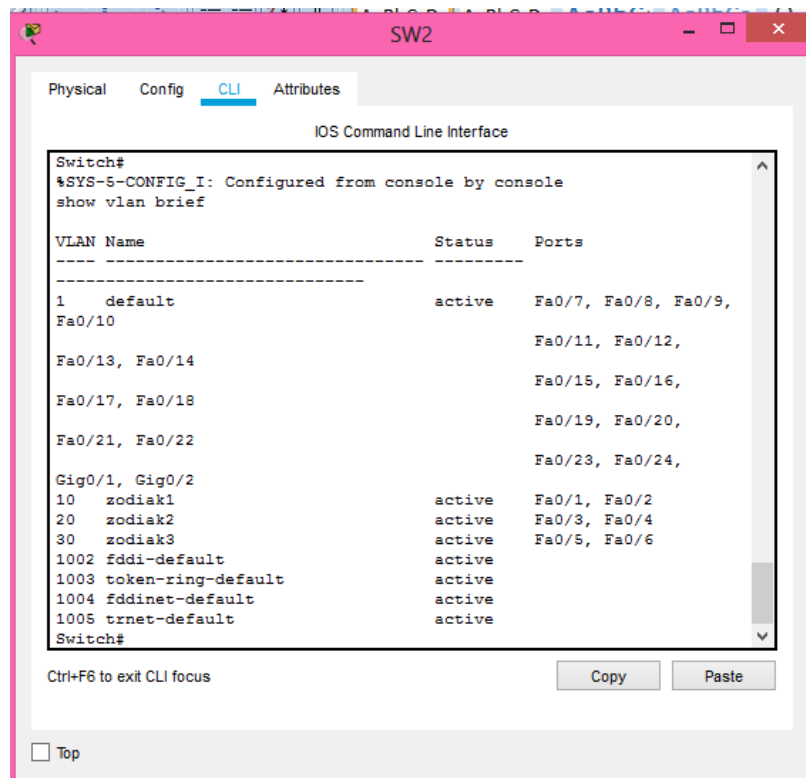 SW2
Physical Config CLI Attributes
IOS Command Line Interface
Switch#
%SYS-5-CONFIG_I: Configured from console by console
show vlan brief
VLAN Name Status Ports
---- -------------------------------- ---------
-------------------------------
1 default active Fa0/7, Fa0/8, Fa0/9,
Fa0/10
Fa0/11, Fa0/12,
Fa0/13, Fa0/14
Fa0/15, Fa0/16,
Fa0/17, Fa0/18
Fa0/19, Fa0/20,
Fa0/21, Fa0/22
Fa0/23, Fa0/24,
Gig0/1, Gig0/2
10 zodiak1 active Fa0/1, Fa0/2
20 zodiak2 active Fa0/3, Fa0/4
30 zodiak3 active Fa0/5, Fa0/6
1002 fddi-default active
1003 token-ring-default active
1004 fddinet-default active
1005 trnet-default active
Switch#
Ctrl+F6 to exit CLI focus
Copy Paste
Top